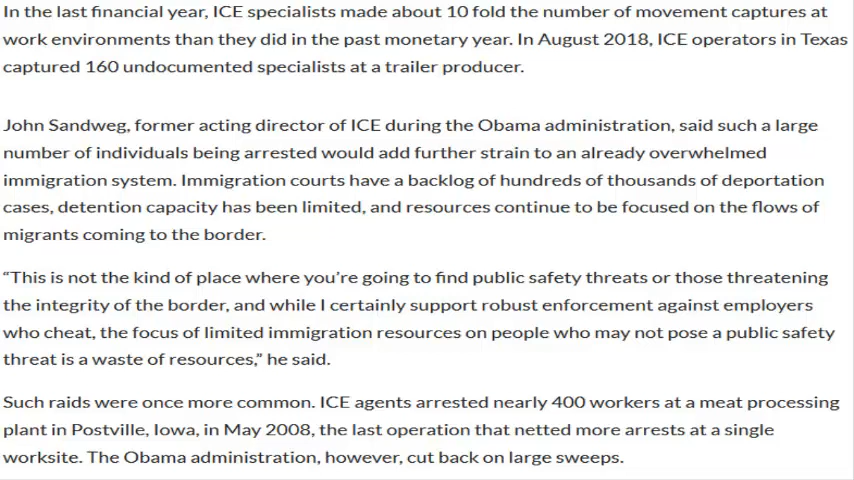 In the last financial year, ICE specialists made about 10 fold the number of movement captures at
work environments than they did in the past monetary year. In August 2018, ICE operators in Texas
captured 160 undocumented specialists at a trailer producer.
John Sandweg, former acting director of ICE during the Obama administration, said such a large
number of individuals being arrested would add further strain to an already overwhelmed
immigration system. Immigration courts have a backlog of hundreds of thousands of deportation
cases, detention capacity has been limited, and resources continue to be focused on the flows of
migrants coming to the border.
“This is not the kind of place where you’re going to find public safety threats or those threatening
the integrity of the border, and while I certainly support robust enforcement against employers
who cheat, the focus of limited immigration resources on people who may not pose a public safety
threat is a waste of resources,” he said.
Such raids were once more common. ICE agents arrested nearly 400 workers at a meat processing
plant in Postville, Iowa, in May 2008, the last operation that netted more arrests at a single
worksite. The Obama administration, however, cut back on large sweeps.